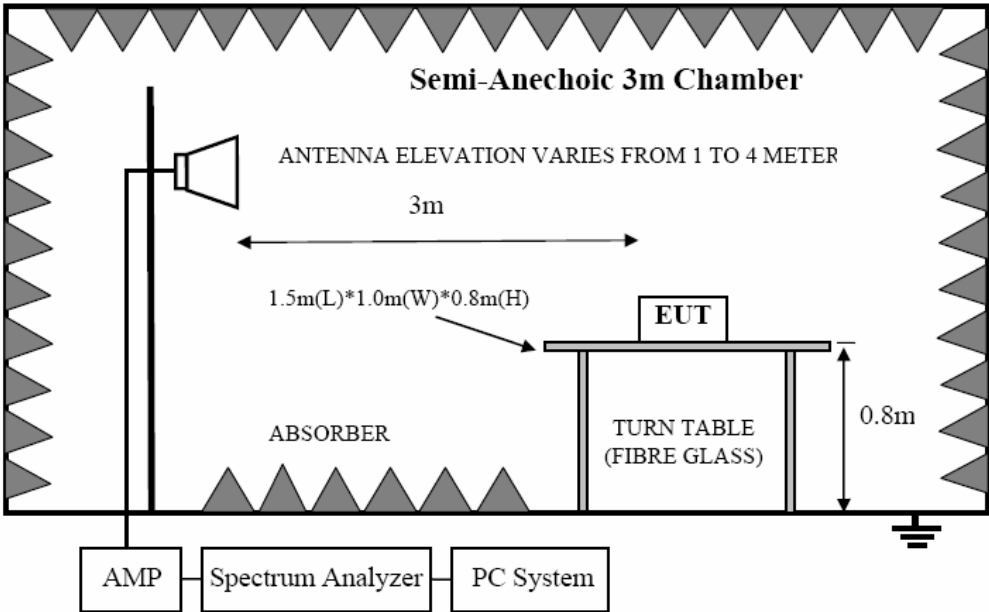 Semi-Anechoic 3m Chamber
ANTENNA ELEVATION VARIES FROM 1 TO 4 METER
3m
1.5m(L)*1.0m(W)*0.8m(H)
EUT
0.8m
ABSORBER
TURN TABLE
(FIBRE GLASS)
AMP
Spectrum Analyzer
PC System